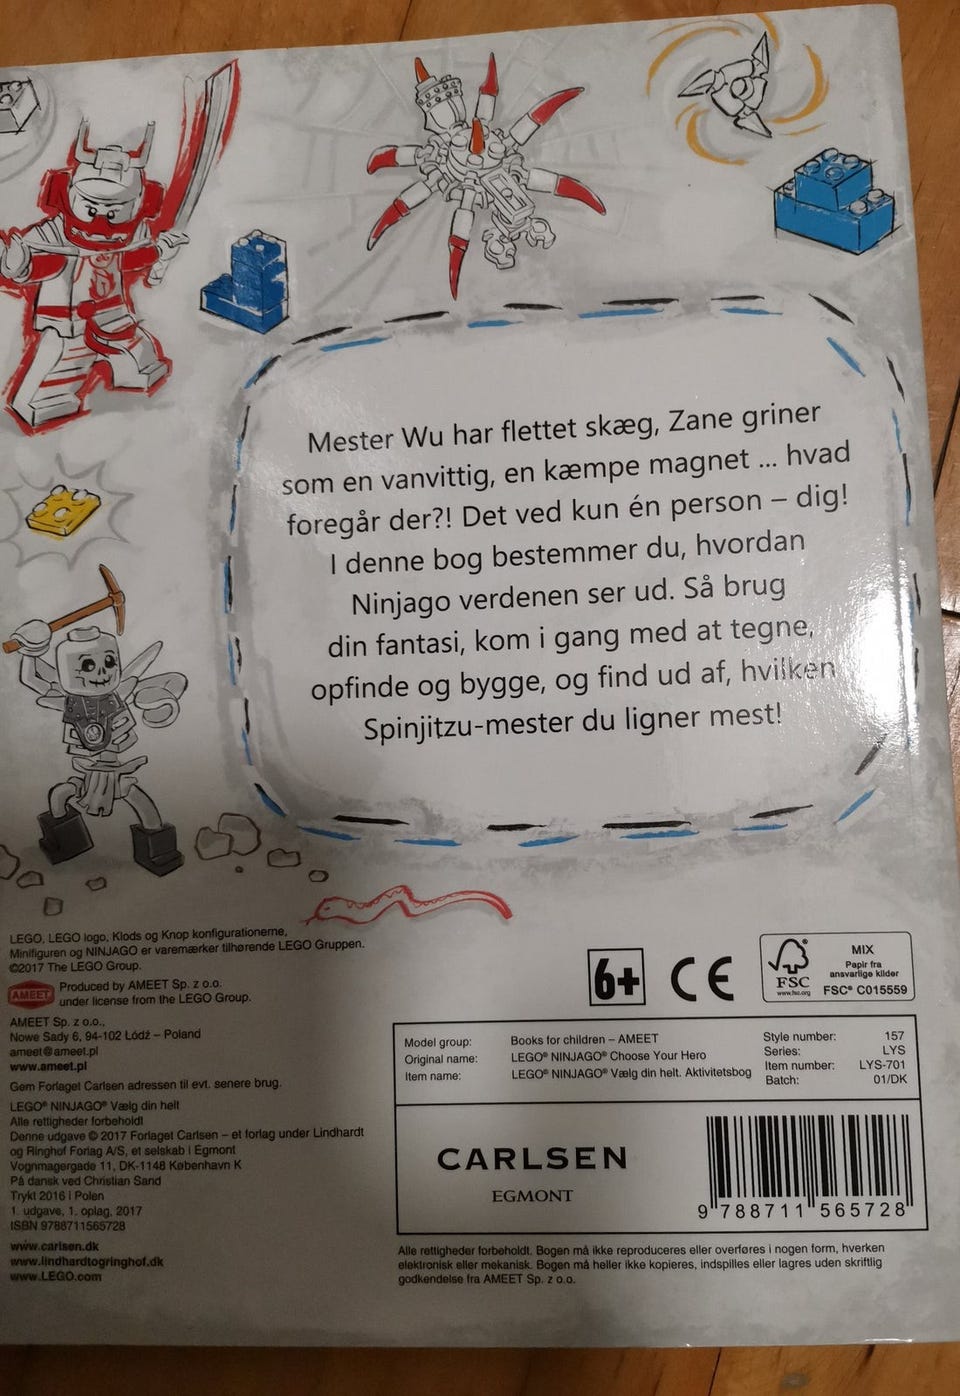 Mester Wu har flettet skæg, Zane griner
som en vanvittig, en kæmpe magnet ... hvad
foregår der?! Det ved kun én person – dig!
I denne bog bestemmer du, hvordan
Ninjago verdenen ser ud. Så brug
din fantasi, kom i gang med at tegne,
opfinde og bygge, og find ud af, hvilken
Spinjitzu-mester du ligner mest!
LEGO, LEGO logo, Klods og Knop konfigurationerne,
Minifiguren og NINJAGO er varemærker tilhørende LEGO Gruppen.
©2017 The LEGO Group.
AMEET
Produced by AMEET Sp. z o.o.
under license from the LEGO Group.
AMEET Sp. z o.o.,
Nowe Sady 6, 94-102 Łódź – Poland
ameet@ameet.pl
www.ameet.pl
Gem Forlaget Carlsen adressen til evt. senere brug.
LEGO® NINJAGO® Vælg din helt
Alle rettigheder forbeholdt
Denne udgave © 2017 Forlaget Carlsen – et forlag under Lindhardt
og Ringhof Forlag A/S, et selskab i Egmont
Vognmagergade 11, DK-1148 København K
På dansk ved Christian Sand
Trykt 2016 i Polen
1. udgave, 1. oplag, 2017
ISBN 9788711565728
www.carlsen.dk
www.lindhardtogringhof.dk
www.LEGO.com
6+
CE
FSC
www.fsc.org
MIX
Papir fra
ansvarlige kilder
FSC® C015559
Model group: Books for children – AMEET
Original name: LEGO® NINJAGO® Choose Your Hero
Item name: LEGO® NINJAGO® Vælg din helt. Aktivitetsbog
Style number: 157
Series: LYS
Item number: LYS-701
Batch: 01/DK
CARLSEN
EGMONT
9 788711 565728
Alle rettigheder forbeholdt. Bogen må ikke reproduceres eller overføres i nogen form, hverken
elektronisk eller mekanisk. Bogen må heller ikke kopieres, indspilles eller lagres uden skriftlig
godkendelse fra AMEET Sp. z o.o.